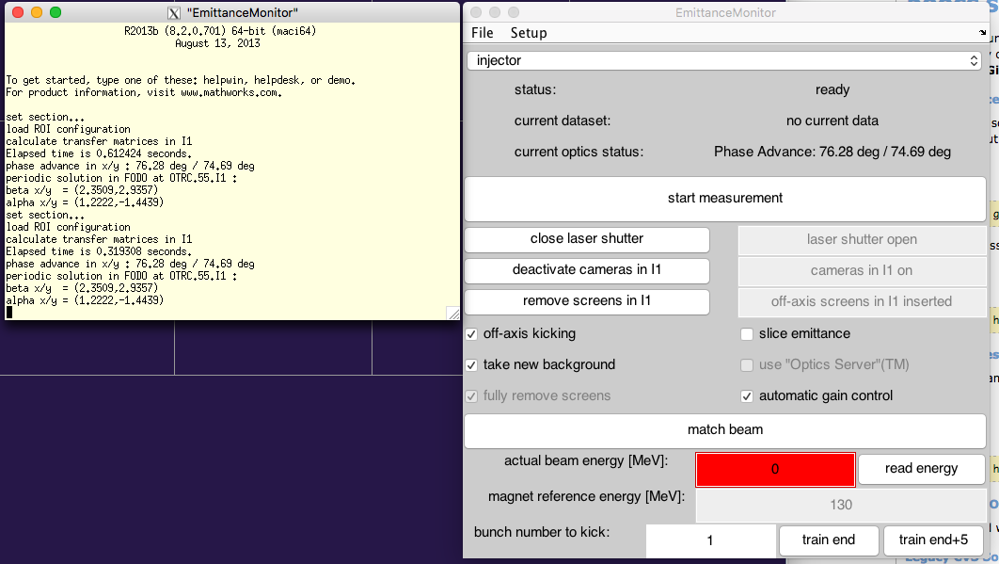 "EmittanceMonitor"
R2013b (8.2.0.701) 64-bit (maci64)
August 13, 2013
To get started, type one of these: helpwin, helpdesk, or demo.
For product information, visit www.mathworks.com.
set section...
load ROI configuration
calculate transfer matrices in I1
Elapsed time is 0.612424 seconds.
phase advance in x/y : 76.28 deg / 74.69 deg
periodic solution in FODO at OTRC.55.I1 :
beta x/y  = (2.3509,2.9357)
alpha x/y = (1.2222,-1.4439)
set section...
load ROI configuration
calculate transfer matrices in I1
Elapsed time is 0.319308 seconds.
phase advance in x/y : 76.28 deg / 74.69 deg
periodic solution in FODO at OTRC.55.I1 :
beta x/y  = (2.3509,2.9357)
alpha x/y = (1.2222,-1.4439)
EmittanceMonitor
File Setup
injector
status: ready
current dataset: no current data
current optics status: Phase Advance: 76.28 deg / 74.69 deg
start measurement
close laser shutter laser shutter open
deactivate cameras in I1 cameras in I1 on
remove screens in I1 off-axis screens in I1 inserted
off-axis kicking slice emittance
take new background use "Optics Server"(TM)
fully remove screens automatic gain control
match beam
actual beam energy [MeV]: 0 read energy
magnet reference energy [MeV]: 130
bunch number to kick: 1 train end train end+5